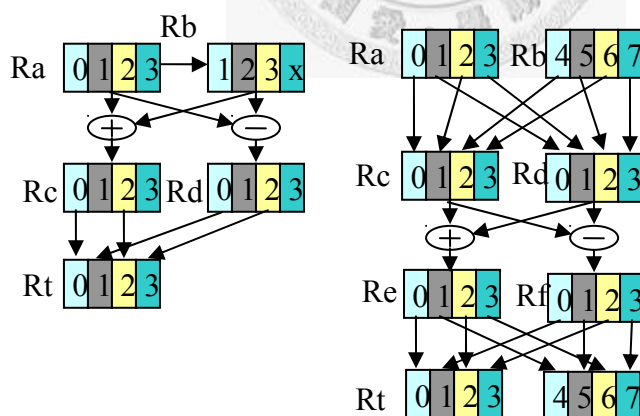 Rb
Ra 0 1 2 3 1 2 3 x
+ −
Rc 0 1 2 3 Rd 0 1 2 3
Rt 0 1 2 3
Ra 0 1 2 3 Rb 4 5 6 7
Rc 0 1 2 3 Rd 0 1 2 3
+ −
Re 0 1 2 3 Rf 0 1 2 3
Rt 0 1 2 3 4 5 6 7